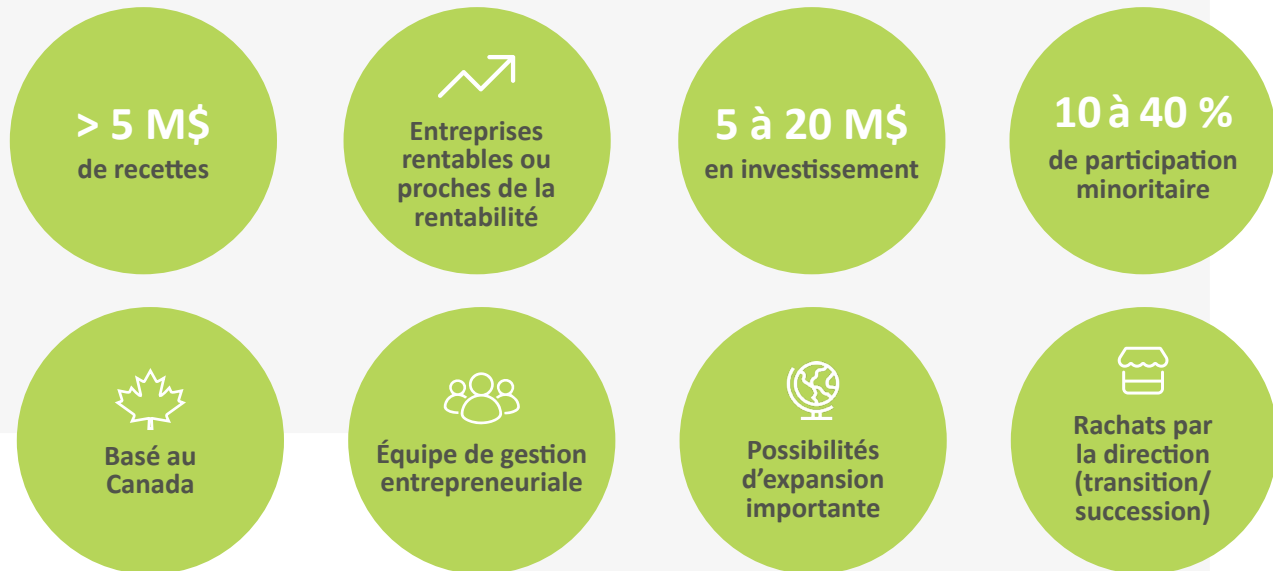 > 5 M$
de recettes
Entreprises
rentables ou
proches de la
rentabilité
5 à 20 M$
en investissement
10 à 40 %
de participation
minoritaire
Basé au
Canada
Équipe de gestion
entrepreneuriale
Possibilités
d'expansion
importante
Rachats par
la direction
(transition/
succession)